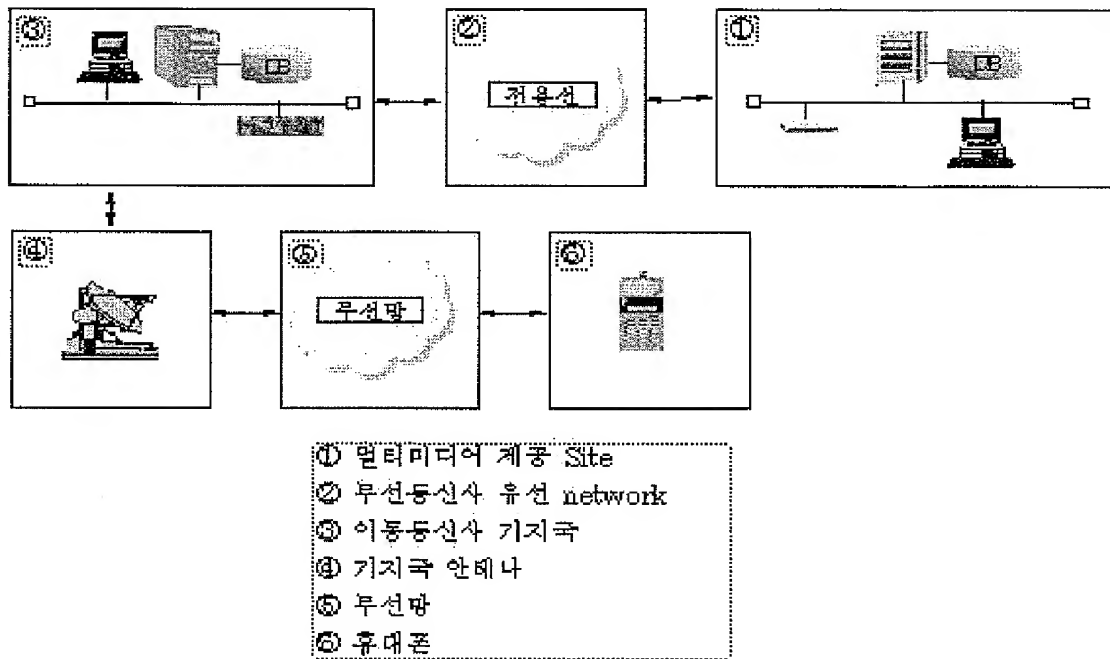 ③
②
①
DB
DB
전용선
④
⑤
⑥
무선망
① 멀티미디어 제공 Site
② 무선통신사 유선 network
③ 이동통신사 기지국
④ 기지국 안테나
⑤ 무선망
⑥ 휴대폰